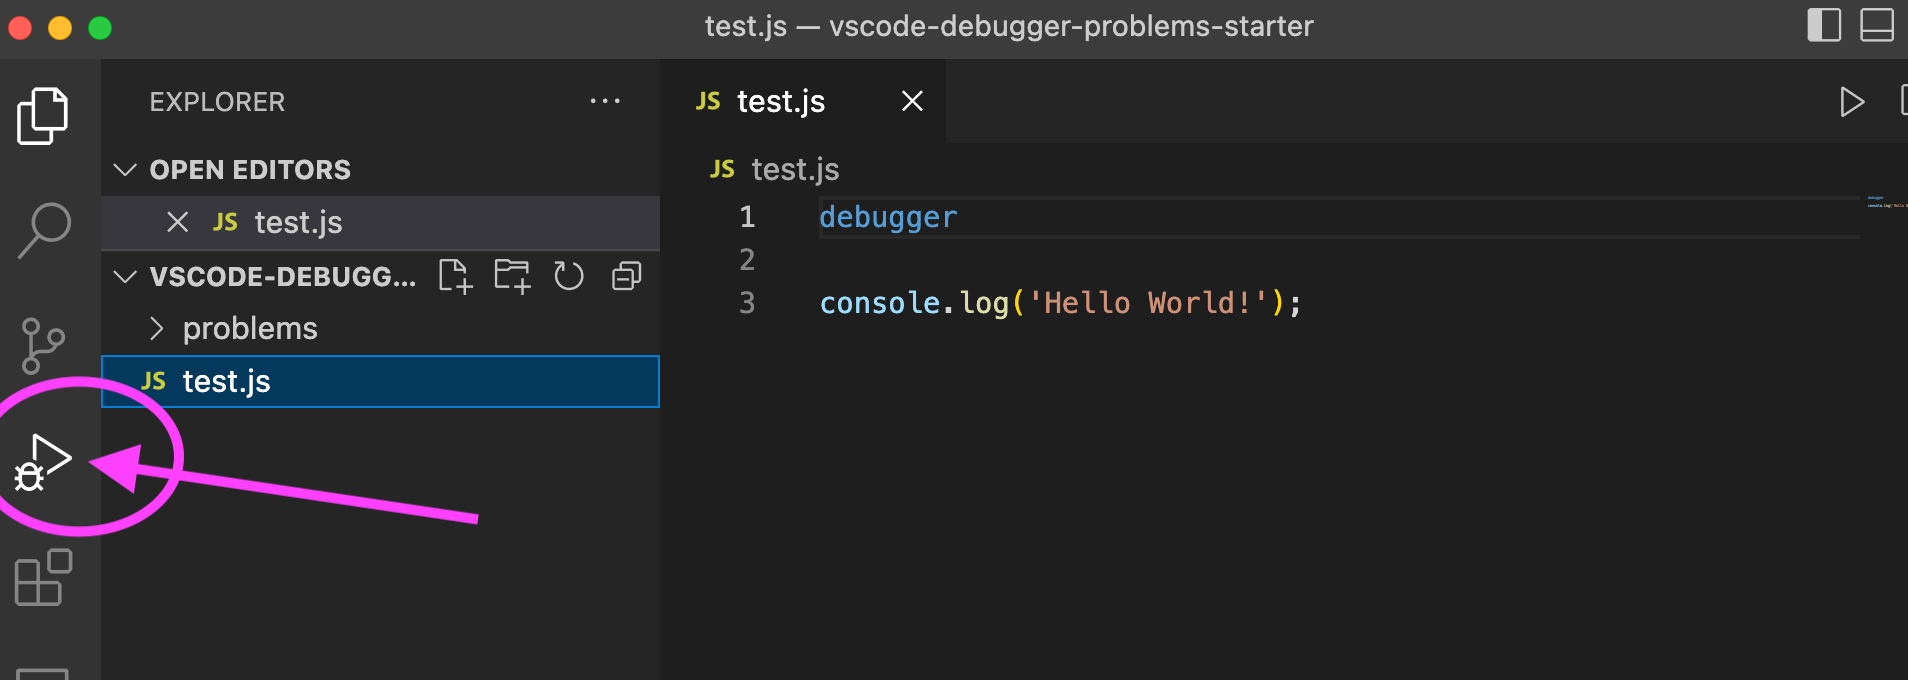 test.js — vscode-debugger-problems-starter
EXPLORER
OPEN EDITORS
JS test.js
VSCODE-DEBUGG...
problems
JS test.js
JS test.js
JS test.js
1 debugger
2
3 console.log('Hello World!');